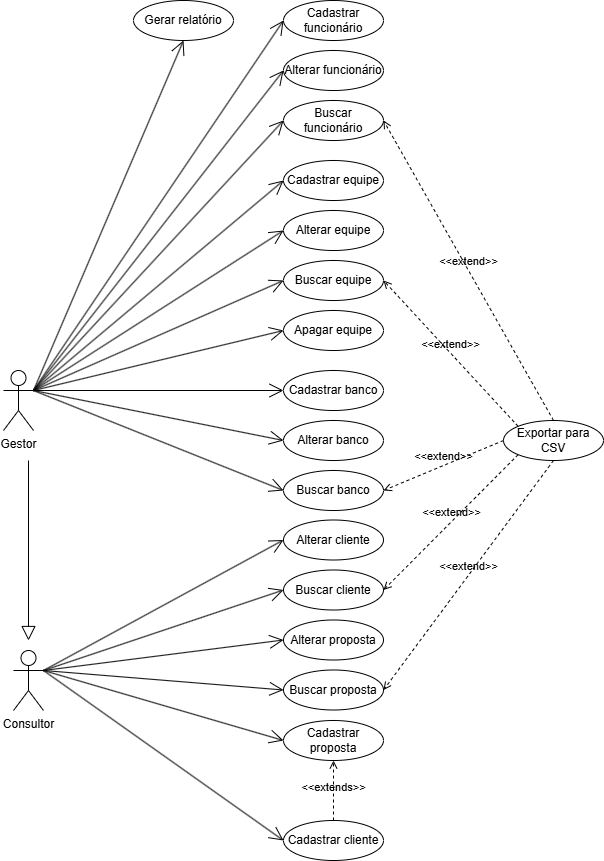 Gerar relatório
Cadastrar
funcionário
Alterar funcionário
Buscar
funcionário
Cadastrar equipe
Alterar equipe
<<extend>>
Buscar equipe
Apagar equipe
<<extend>>
Cadastrar banco
Gestor
Alterar banco
Exportar para
CSV
<<extend>>
Buscar banco
<<extend>>
Alterar cliente
<<extend>>
Buscar cliente
Alterar proposta
Buscar proposta
Consultor
Cadastrar
proposta
<<extends>>
Cadastrar cliente